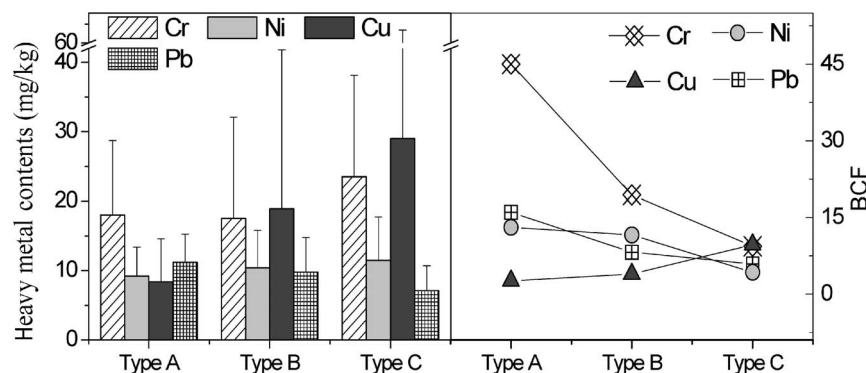 Heavy metal contents (mg/kg)
60
40
30
20
10
0
Cr Ni Cu
Pb
Type A Type B Type C
Cr Ni
Cu Pb
45
30
15
0
BCF
Type A Type B Type C